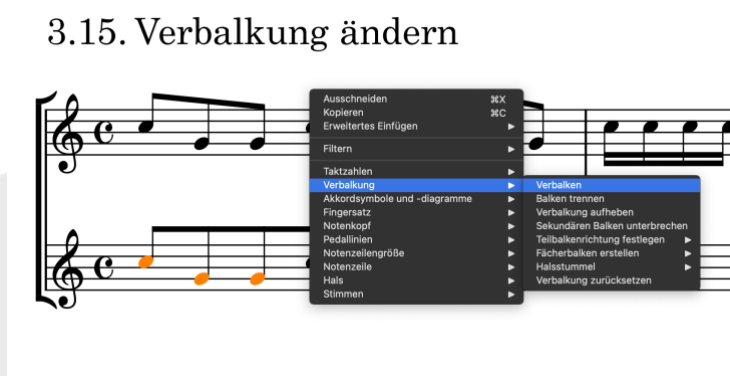 3.15. Verbalkung ändern
Ausschneiden ⌘X
Kopieren ⌘C
Erweitertes Einfügen ▶
Filtern ▶
Taktzahlen ▶
Verbalkung ▶
Akkordsymbole und -diagramme ▶
Fingersatz ▶
Notenkopf ▶
Pedallinien ▶
Notenzeilengröße ▶
Notenzeile ▶
Hals ▶
Stimmen ▶
Verbalken
Balken trennen
Verbalkung aufheben
Sekundären Balken unterbrechen
Teilbalkenrichtung festlegen ▶
Fächerbalken erstellen ▶
Halsstummel ▶
Verbalkung zurücksetzen